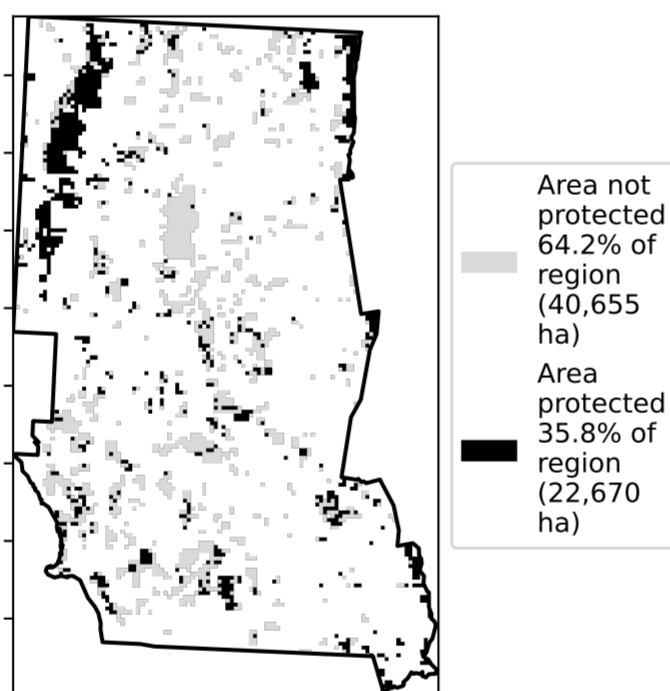 Area not
protected
64.2% of
region
(40,655
ha)
Area
protected
35.8% of
region
(22,670
ha)